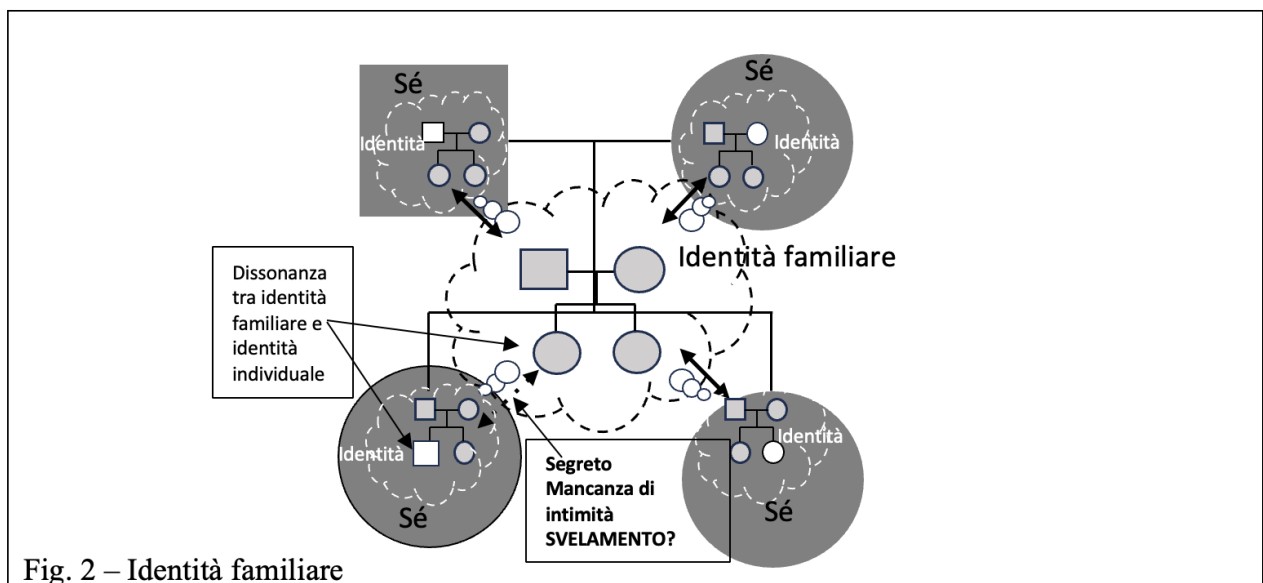 Sé
Identità
Sé
Identità
Identità familiare
Dissonanza
tra identità
familiare e
identità
individuale
Identità
Sé
Segreto
Mancanza di
intimità
SVELAMENTO?
Identità
Sé
Fig. 2 – Identità familiare